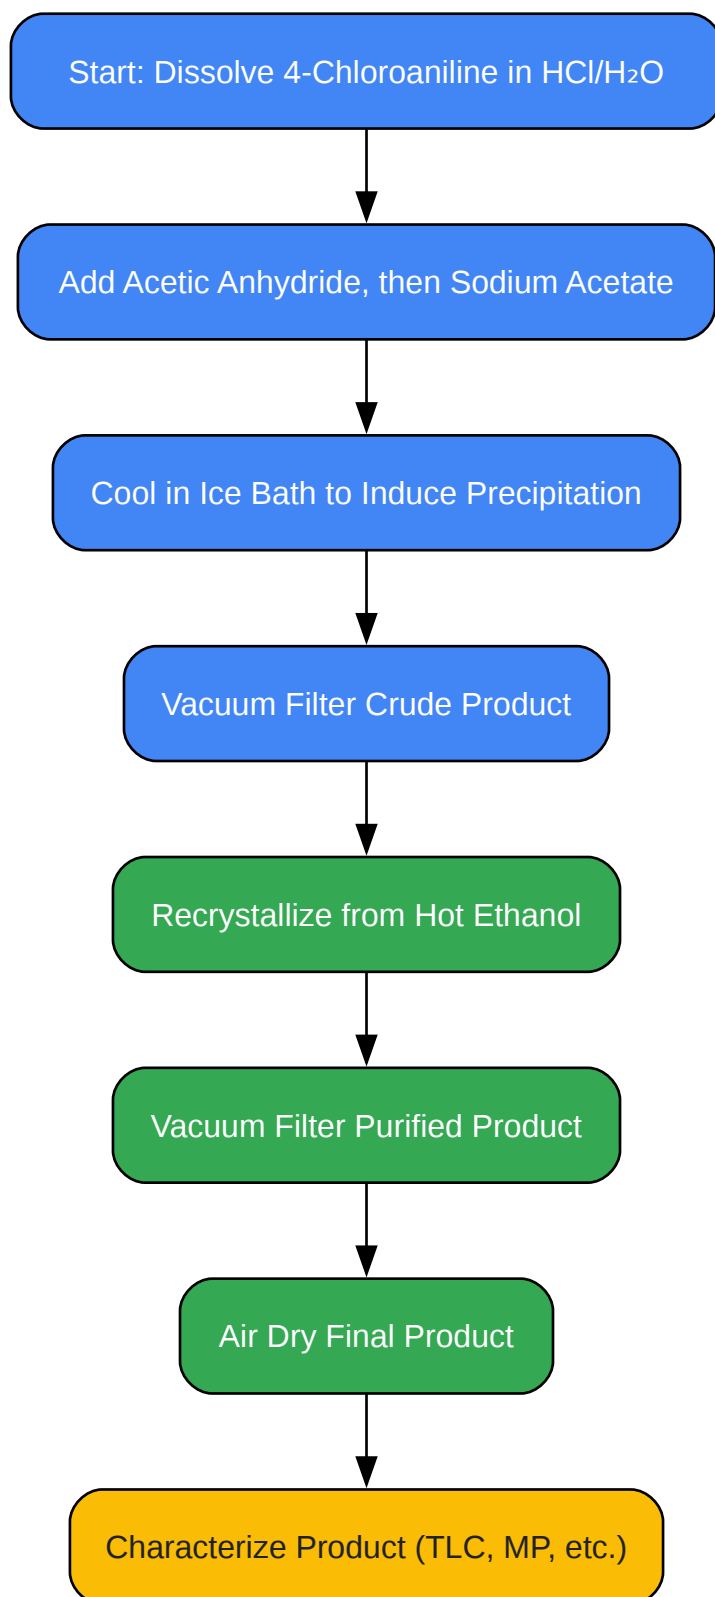 Start: Dissolve 4-Chloroaniline in HCl/H₂O
Add Acetic Anhydride, then Sodium Acetate
Cool in Ice Bath to Induce Precipitation
Vacuum Filter Crude Product
Recrystallize from Hot Ethanol
Vacuum Filter Purified Product
Air Dry Final Product
Characterize Product (TLC, MP, etc.)